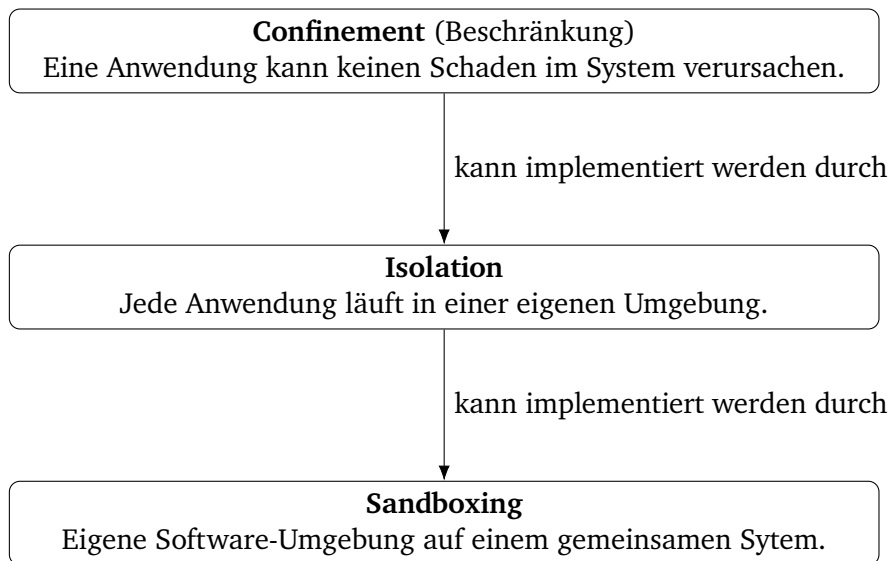 Confinement (Beschränkung)
Eine Anwendung kann keinen Schaden im System verursachen.
kann implementiert werden durch
Isolation
Jede Anwendung läuft in einer eigenen Umgebung.
kann implementiert werden durch
Sandboxing
Eigene Software-Umgebung auf einem gemeinsamen Sytem.